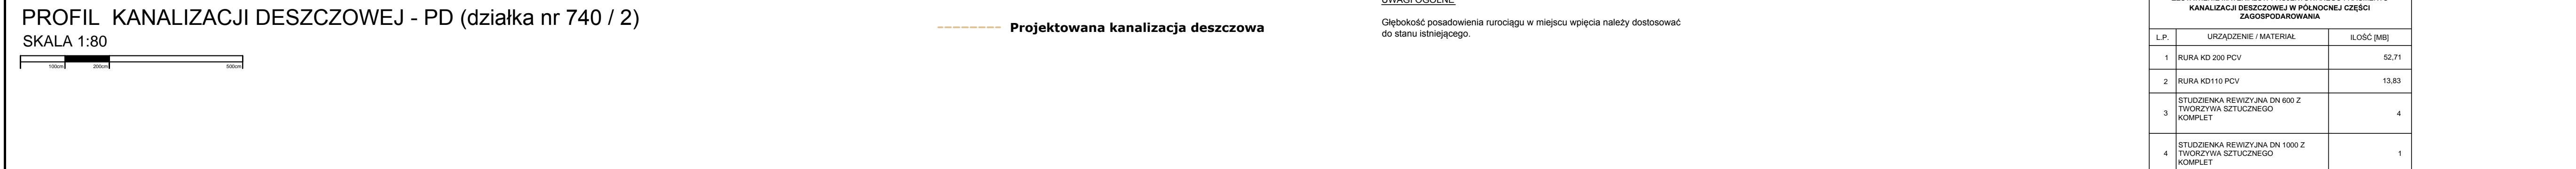 PROFIL KANALIZACJI DESZCZOWEJ - PD (działka nr 740 / 2)
SKALA 1:80
100cm 200cm 500cm
Projektowana kanalizacja deszczowa
UWAGI OGÓLNE
Głębokość posadowienia rurociągu w miejscu wpięcia należy dostosować
do stanu istniejącego.
KANALIZACJI DESZCZOWEJ W PÓŁNOCNEJ CZĘŚCI
ZAGOSPODAROWANIA
L.P. URZĄDZENIE / MATERIAŁ ILOŚĆ [MB]
1 RURA KD 200 PCV 52,71
2 RURA KD110 PCV 13,83
STUDZIENKA REWIZYJNA DN 600 Z
TWORZYWA SZTUCZNEGO
3 KOMPLET 4
STUDZIENKA REWIZYJNA DN 1000 Z
4 TWORZYWA SZTUCZNEGO 1
KOMPLET